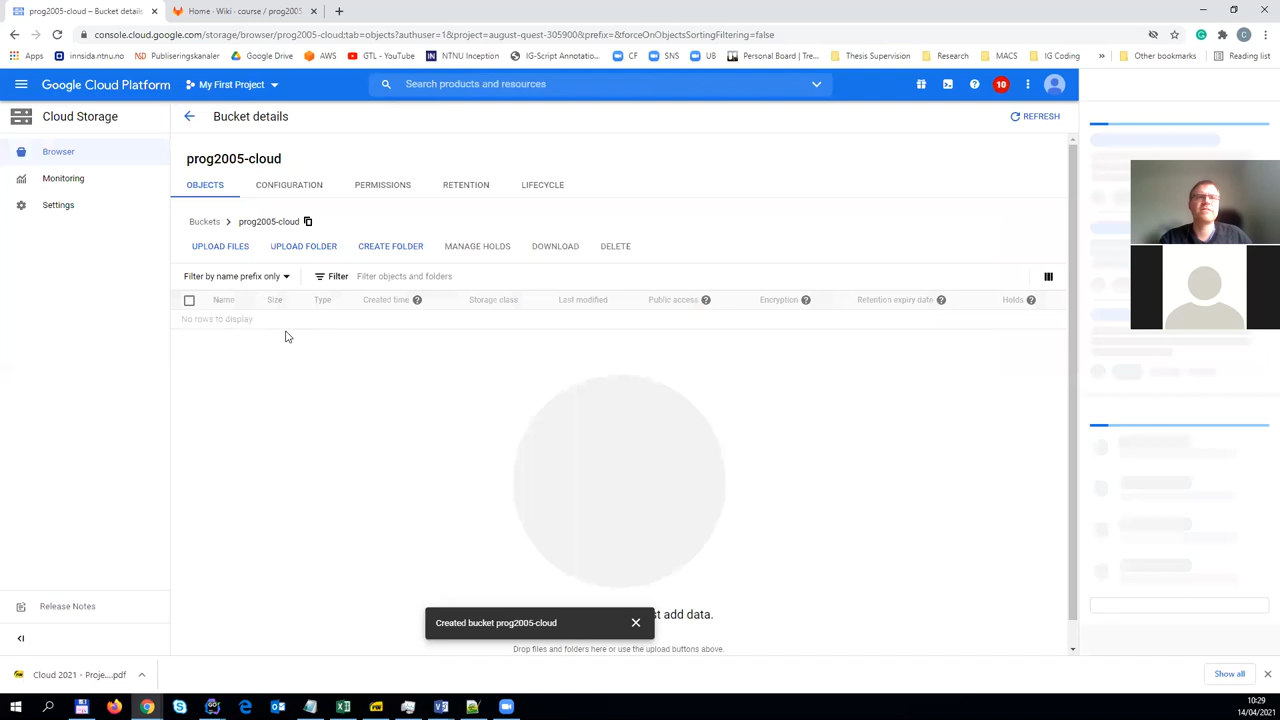 prog2005-cloud – Bucket details
Home · Wiki · course / prog2005
console.cloud.google.com/storage/browser/prog2005-cloud;tab=objects?authuser=1&project=august-quest-305900&prefix=&forceOnObjectsSortingFiltering=false
Apps innsida.ntnu.no Publiseringskanaler Google Drive AWS GTL - YouTube NTNU Inception IG-Script Annotatio... CF SNS UB Personal Board | Tre... Thesis Supervision Research MACS IG Coding » Other bookmarks Reading list
Google Cloud Platform My First Project Search products and resources 10
Cloud Storage Bucket details REFRESH
Browser
Monitoring
Settings
prog2005-cloud
OBJECTS CONFIGURATION PERMISSIONS RETENTION LIFECYCLE
Buckets > prog2005-cloud
UPLOAD FILES UPLOAD FOLDER CREATE FOLDER MANAGE HOLDS DOWNLOAD DELETE
Filter by name prefix only Filter Filter objects and folders
Name Size Type Created time Storage class Last modified Public access Encryption Retention expiry date Holds
No rows to display
st add data.
Created bucket prog2005-cloud
Drop files and folders here or use the upload buttons above.
Release Notes
Cloud 2021 - Proje....pdf Show all
10:29
14/04/2021